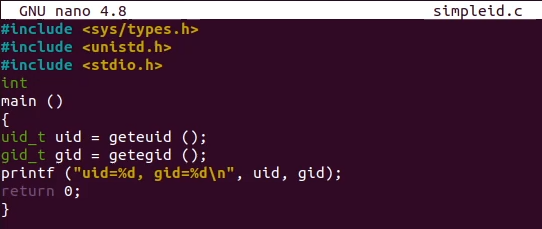 GNU nano 4.8 simpleid.c
#include <sys/types.h>
#include <unistd.h>
#include <stdio.h>
int
main ()
{
uid_t uid = geteuid ();
gid_t gid = getegid ();
printf ("uid=%d, gid=%d\n", uid, gid);
return 0;
}